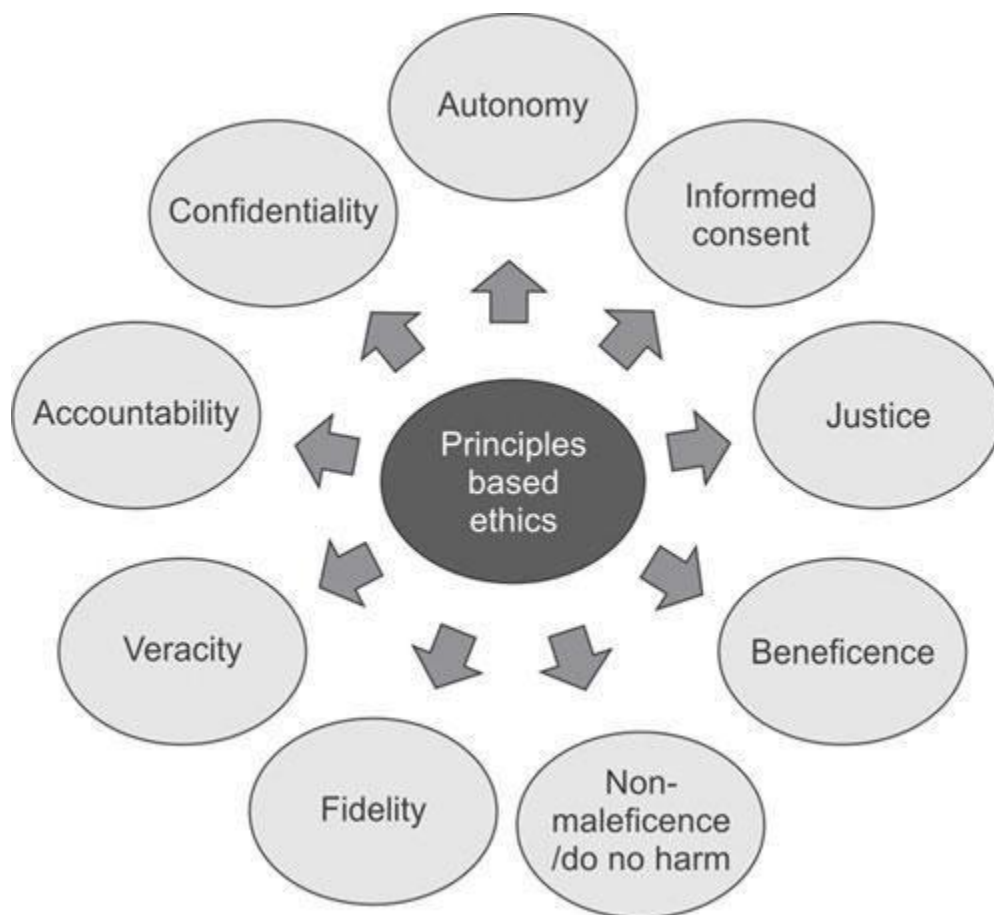 Autonomy
Informed
consent
Justice
Beneficence
Non-
maleficence
/do no harm
Fidelity
Veracity
Accountability
Confidentiality
Principles
based
ethics